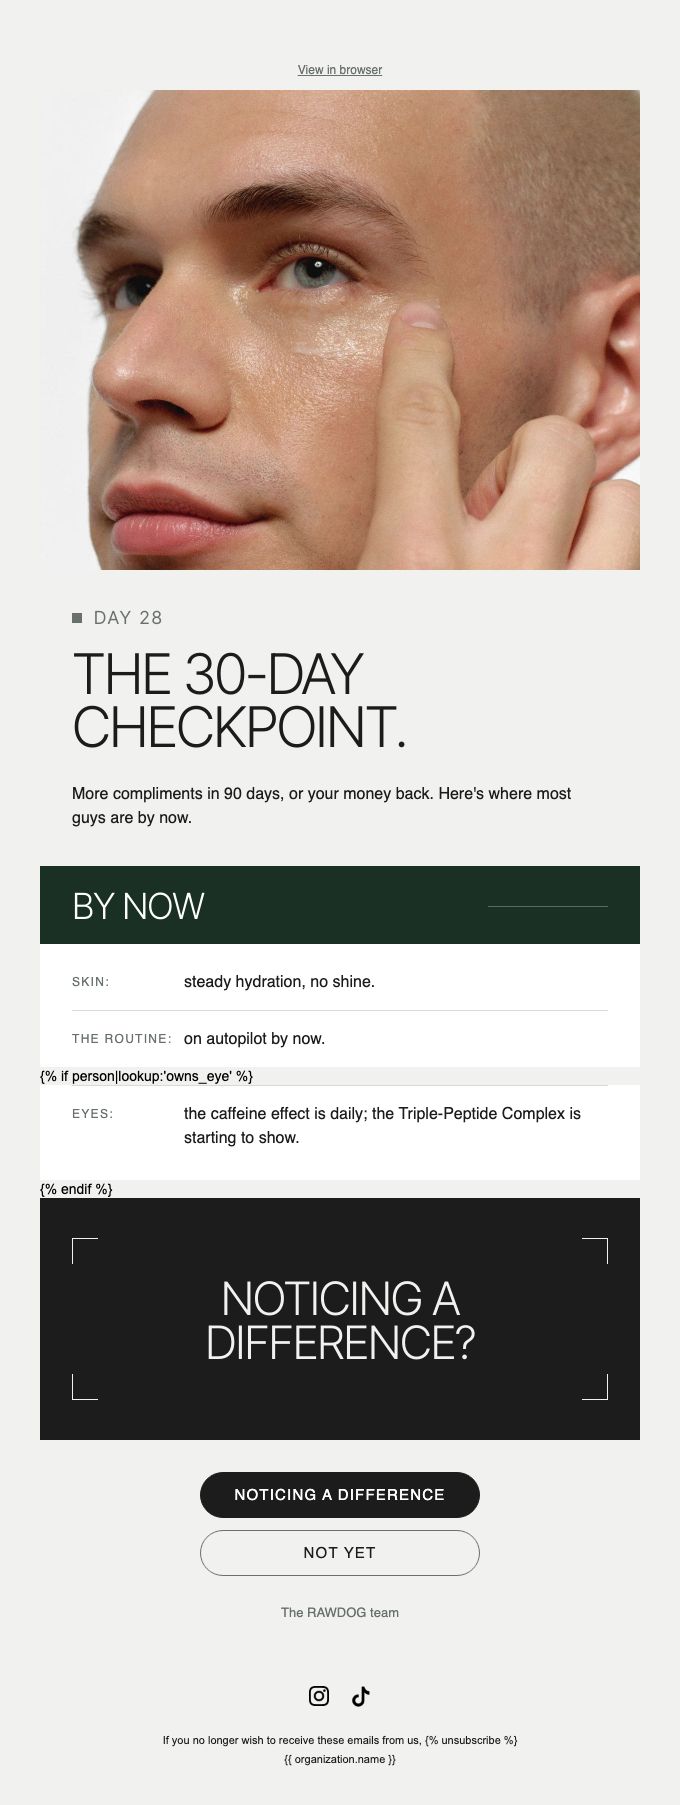 View in browser
DAY 28
THE 30-DAY
CHECKPOINT.
More compliments in 90 days, or your money back. Here's where most
guys are by now.
BY NOW
SKIN: steady hydration, no shine.
THE ROUTINE: on autopilot by now.
{% if person|lookup:'owns_eye' %}
EYES: the caffeine effect is daily; the Triple-Peptide Complex is
starting to show.
{% endif %}
NOTICING A
DIFFERENCE?
NOTICING A DIFFERENCE
NOT YET
The RAWDOG team
If you no longer wish to receive these emails from us, {% unsubscribe %}
{{ organization.name }}